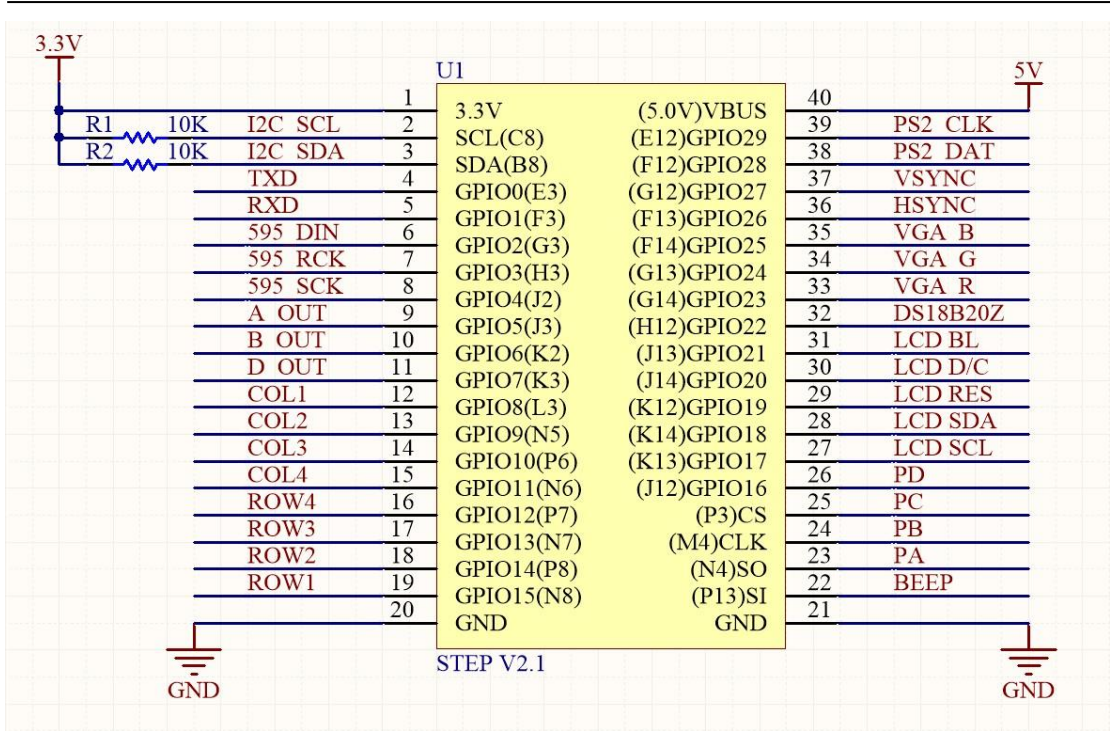 3.3V
U1
5V
1 3.3V (5.0V)VBUS 40
R1 10K I2C SCL 2 SCL(C8) (E12)GPIO29 39 PS2 CLK
R2 10K I2C SDA 3 SDA(B8) (F12)GPIO28 38 PS2 DAT
TXD 4 GPIO0(E3) (G12)GPIO27 37 VSYNC
RXD 5 GPIO1(F3) (F13)GPIO26 36 HSYNC
595 DIN 6 GPIO2(G3) (F14)GPIO25 35 VGA B
595 RCK 7 GPIO3(H3) (G13)GPIO24 34 VGA G
595 SCK 8 GPIO4(J2) (G14)GPIO23 33 VGA R
A OUT 9 GPIO5(J3) (H12)GPIO22 32 DS18B20Z
B OUT 10 GPIO6(K2) (J13)GPIO21 31 LCD BL
D OUT 11 GPIO7(K3) (J14)GPIO20 30 LCD D/C
COL1 12 GPIO8(L3) (K12)GPIO19 29 LCD RES
COL2 13 GPIO9(N5) (K14)GPIO18 28 LCD SDA
COL3 14 GPIO10(P6) (K13)GPIO17 27 LCD SCL
COL4 15 GPIO11(N6) (J12)GPIO16 26 PD
ROW4 16 GPIO12(P7) (P3)CS 25 PC
ROW3 17 GPIO13(N7) (M4)CLK 24 PB
ROW2 18 GPIO14(P8) (N4)SO 23 PA
ROW1 19 GPIO15(N8) (P13)SI 22 BEEP
20 GND GND 21
STEP V2.1
GND
GND